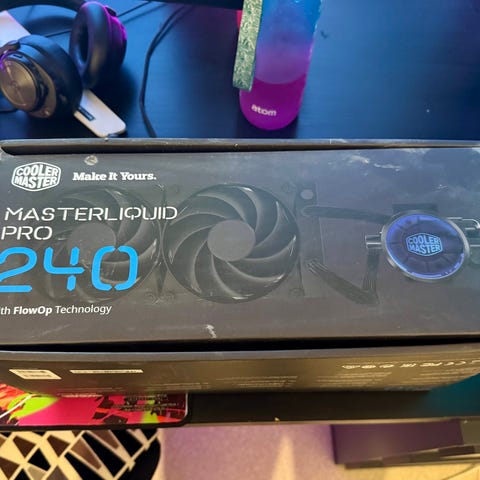 atom
COOLER
MASTER
Make It Yours.
MASTERLIQUID
PRO
240
th FlowOp Technology
COOLER
MASTER